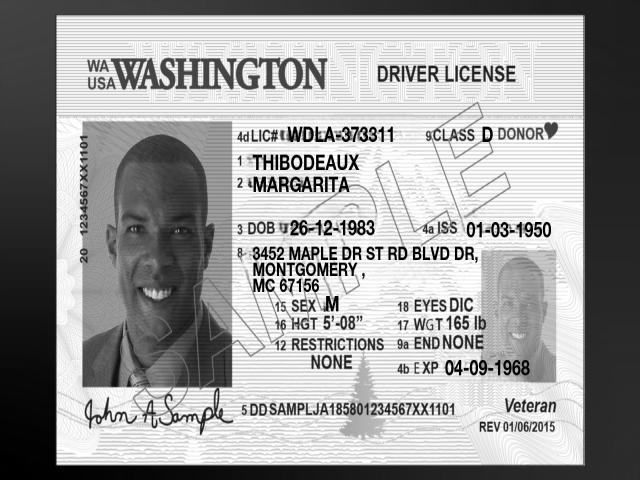 WA USA WASHINGTON DRIVER LICENSE
4d LIC# WDLA-373311 9CLASS D DONOR
1 THIBODEAUX
2 MARGARITA
20 1234567XX1101
3 DOB 26-12-1983 4a ISS 01-03-1950
8 3452 MAPLE DR ST RD BLVD DR,
MONTGOMERY ,
MC 67156
15 SEX M 18 EYES DIC
16 HGT 5'-08" 17 WGT 165 lb
12 RESTRICTIONS 9a END NONE
NONE
4b EXP 04-09-1968
SAMPLE
John A Sample 5 DD SAMPLJA185801234567XX1101 Veteran
REV 01/06/2015